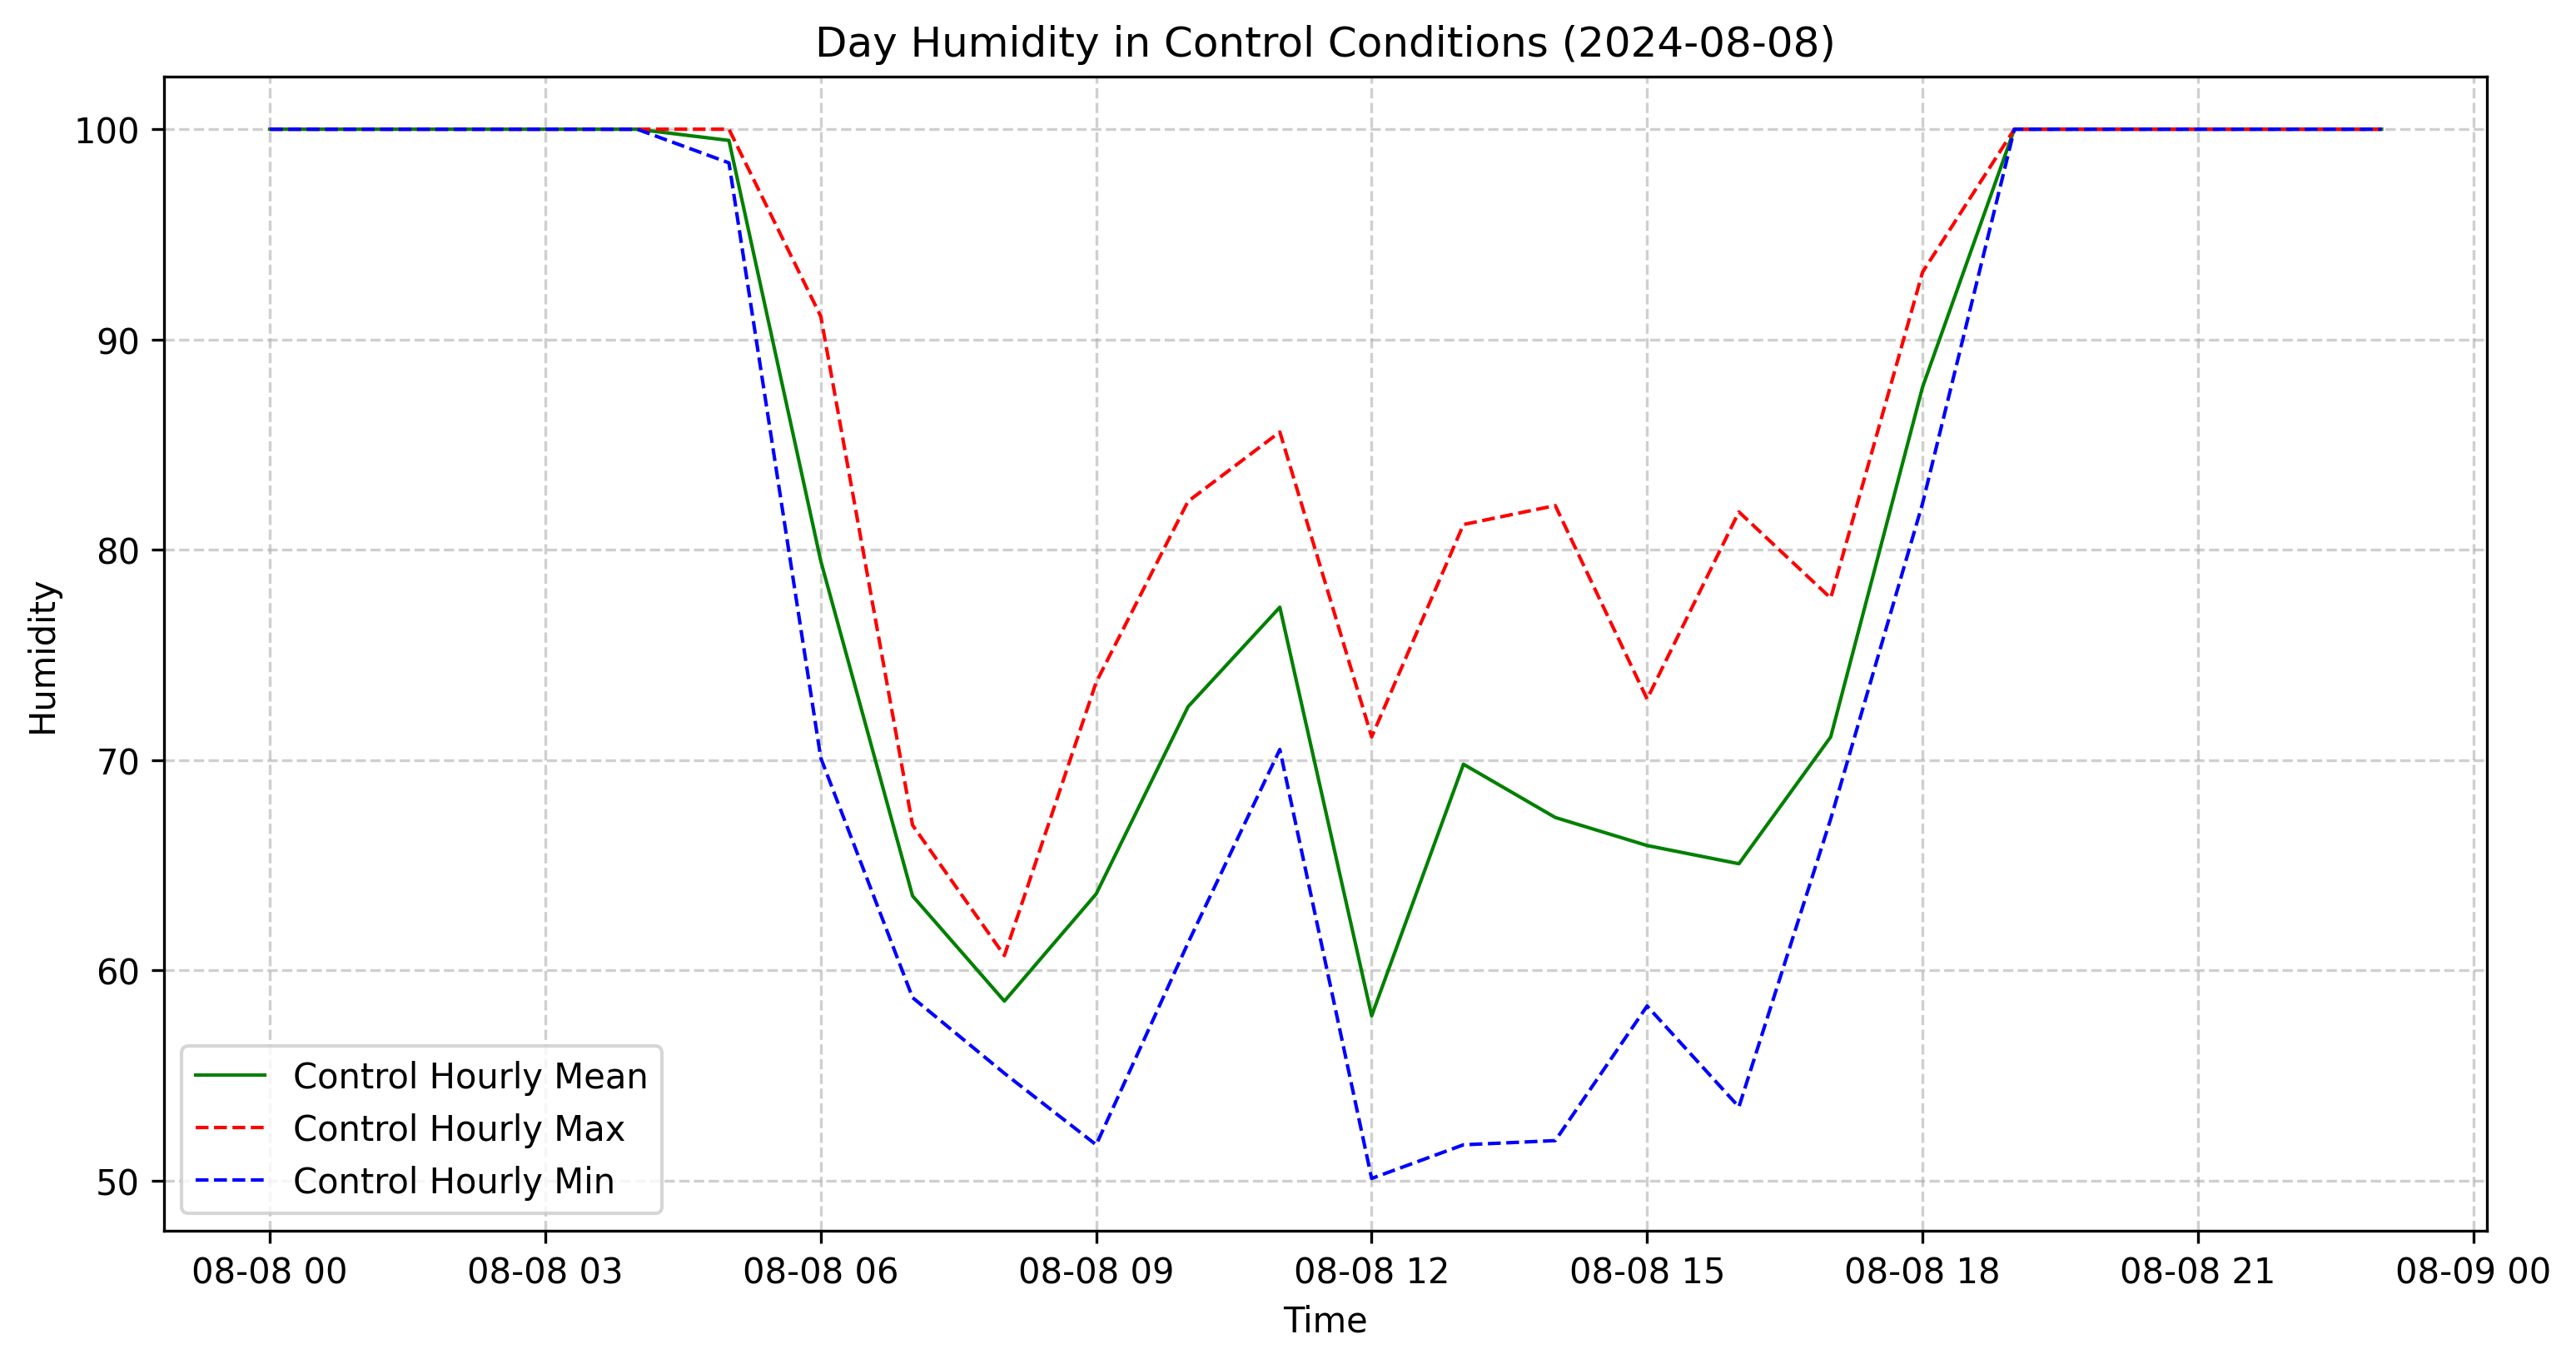 Day Humidity in Control Conditions (2024-08-08)
Humidity
100
90
80
70
60
50
Control Hourly Mean
Control Hourly Max
Control Hourly Min
08-08 00 08-08 03 08-08 06 08-08 09 08-08 12 08-08 15 08-08 18 08-08 21 08-09 00
Time